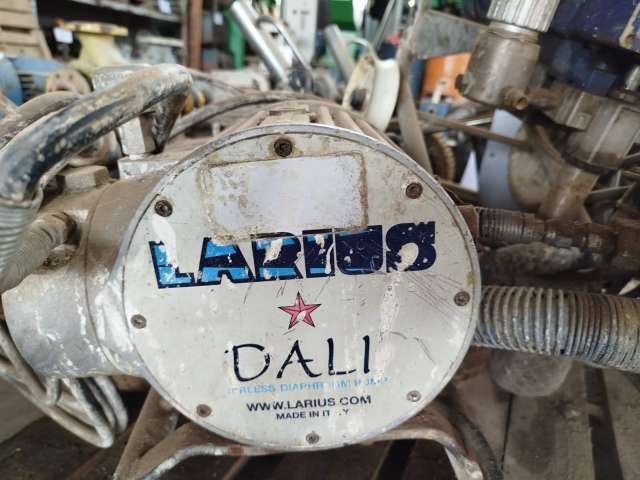 LARIUS
DALI
DIAPHRAGM PUMP
WWW.LARIUS.COM
MADE IN ITALY